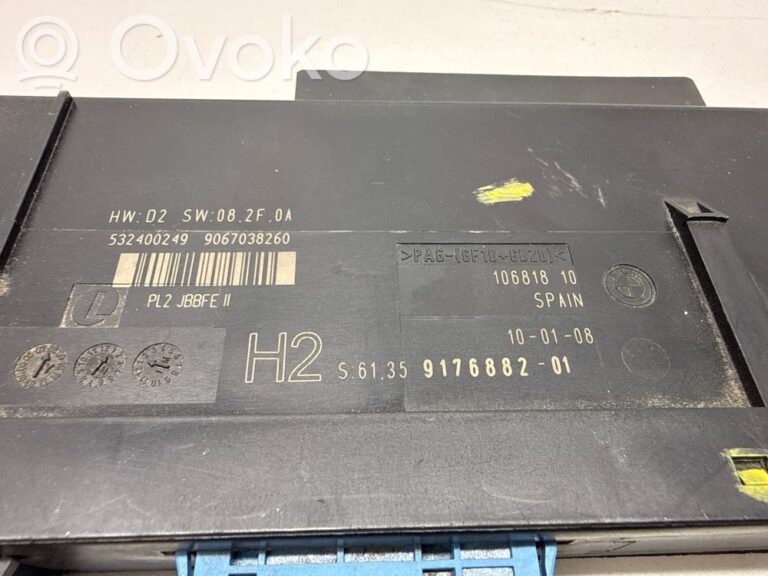 Ovoko
HW:D2 SW:08.2F.0A
532400249 9067038260
PL2 JBBFE II
>PA6-(GF10+GB20)<
106818 10
SPAIN
10-01-08
H2 S.61.35 9176882-01